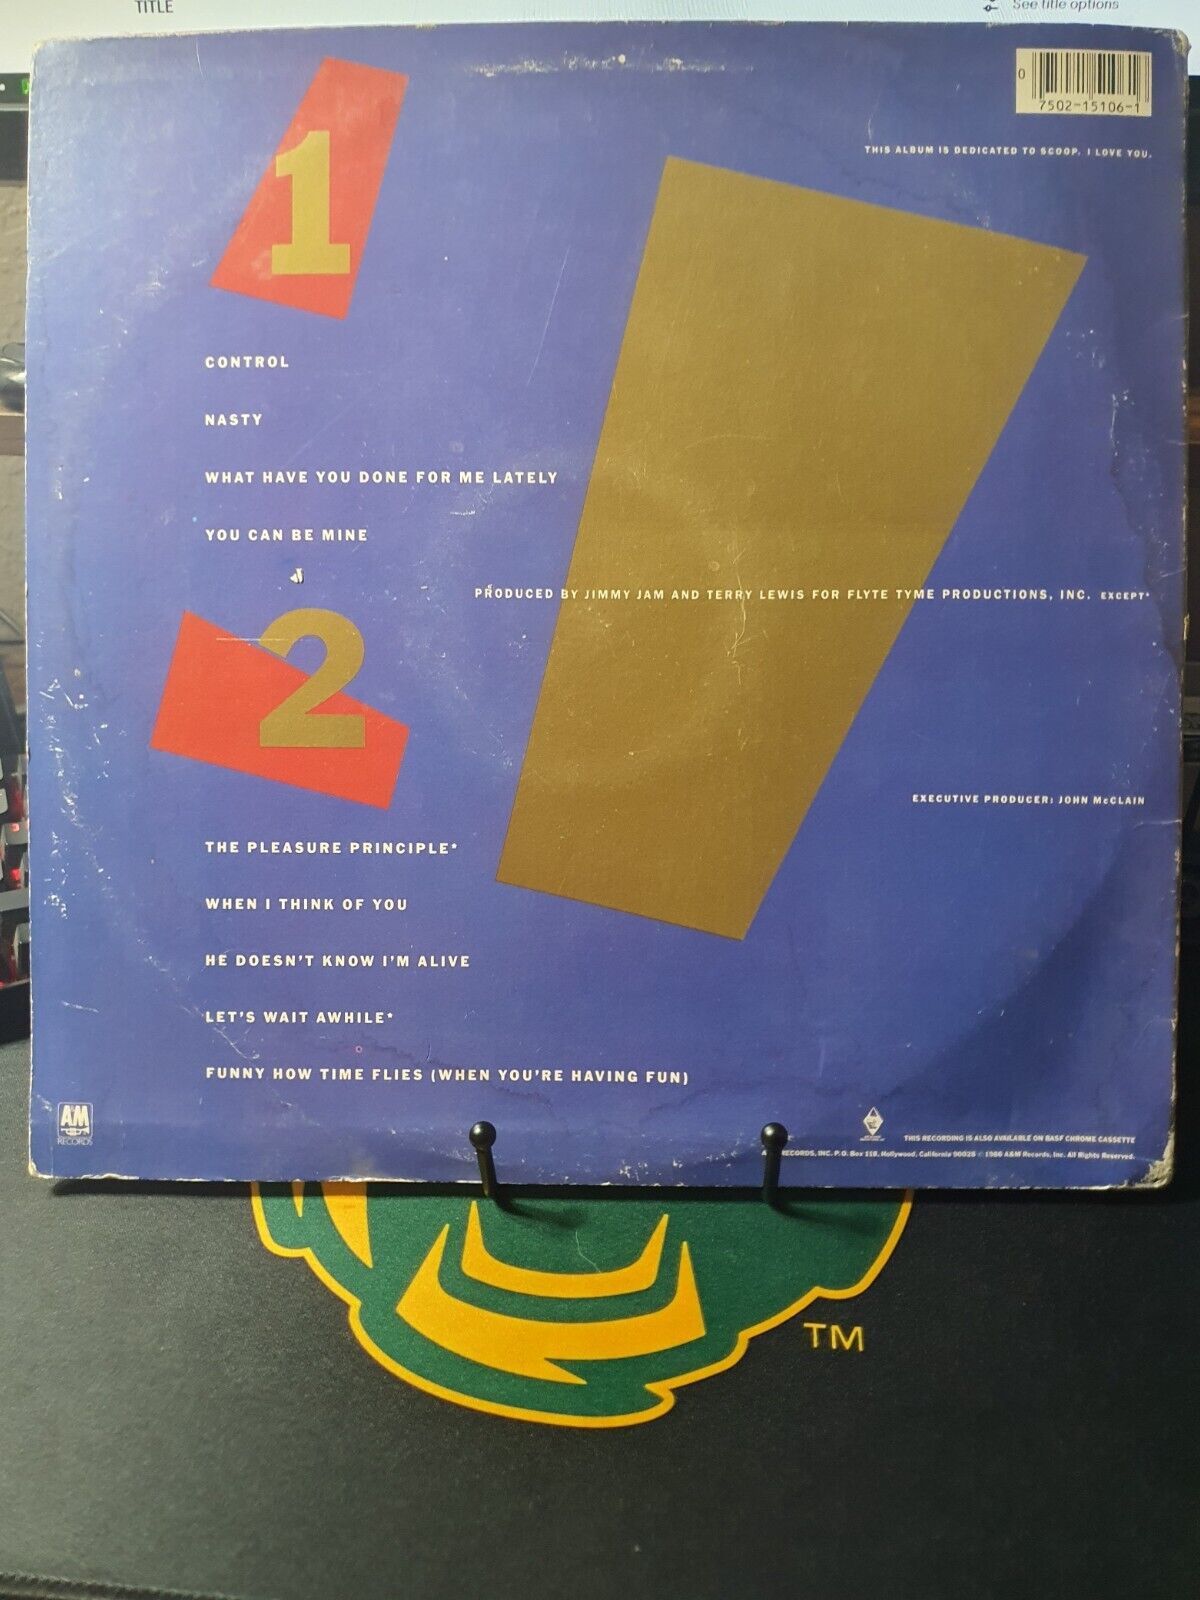 TITLE
See title options
0
7502-15106-1
THIS ALBUM IS DEDICATED TO SCOOP. I LOVE YOU.
1
CONTROL
NASTY
WHAT HAVE YOU DONE FOR ME LATELY
YOU CAN BE MINE
PRODUCED BY JIMMY JAM AND TERRY LEWIS FOR FLYTE TYME PRODUCTIONS, INC. EXCEPT*
2
EXECUTIVE PRODUCER: JOHN McCLAIN
THE PLEASURE PRINCIPLE*
WHEN I THINK OF YOU
HE DOESN'T KNOW I'M ALIVE
LET'S WAIT AWHILE*
FUNNY HOW TIME FLIES (WHEN YOU'RE HAVING FUN)
A&M
RECORDS
THIS RECORDING IS ALSO AVAILABLE ON BASF CHROME CASSETTE
RECORDS, INC. P.O. Box 118, Hollywood, California 90028 © 1986 A&M Records, Inc. All Rights Reserved.
TM